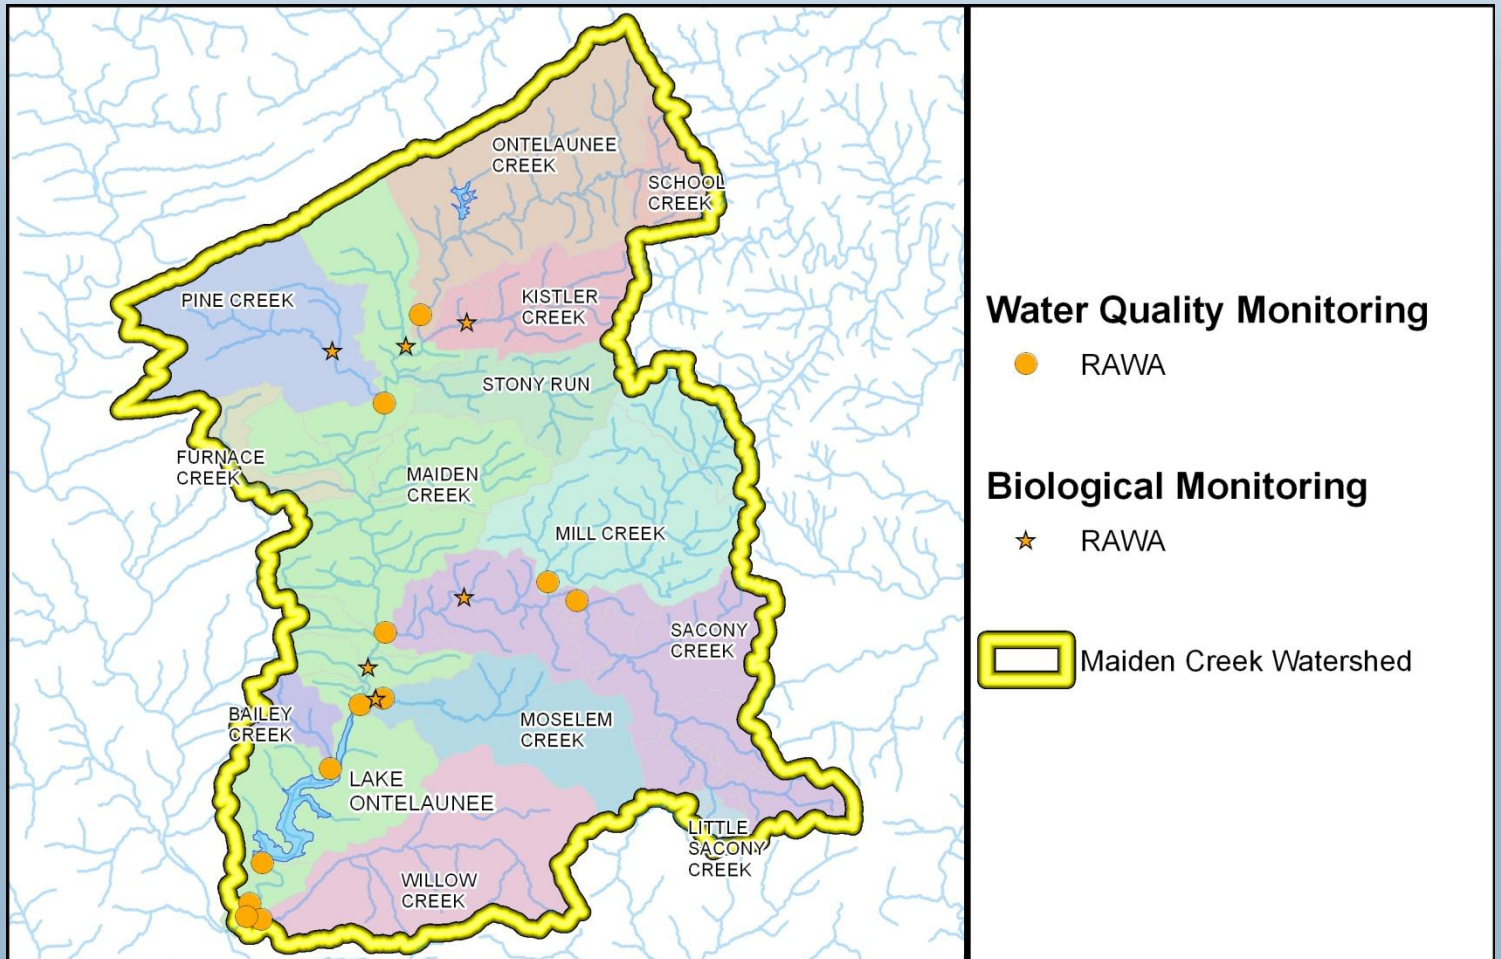 ONTELAUNEE
CREEK
SCHOOL
CREEK
PINE CREEK
KISTLER
CREEK
STONY RUN
FURNACE
CREEK
MAIDEN
CREEK
MILL CREEK
SACONY
CREEK
BAILEY
CREEK
MOSELEM
CREEK
LAKE
ONTELAUNEE
LITTLE
SACONY
CREEK
WILLOW
CREEK
Water Quality Monitoring
RAWA
Biological Monitoring
RAWA
Maiden Creek Watershed